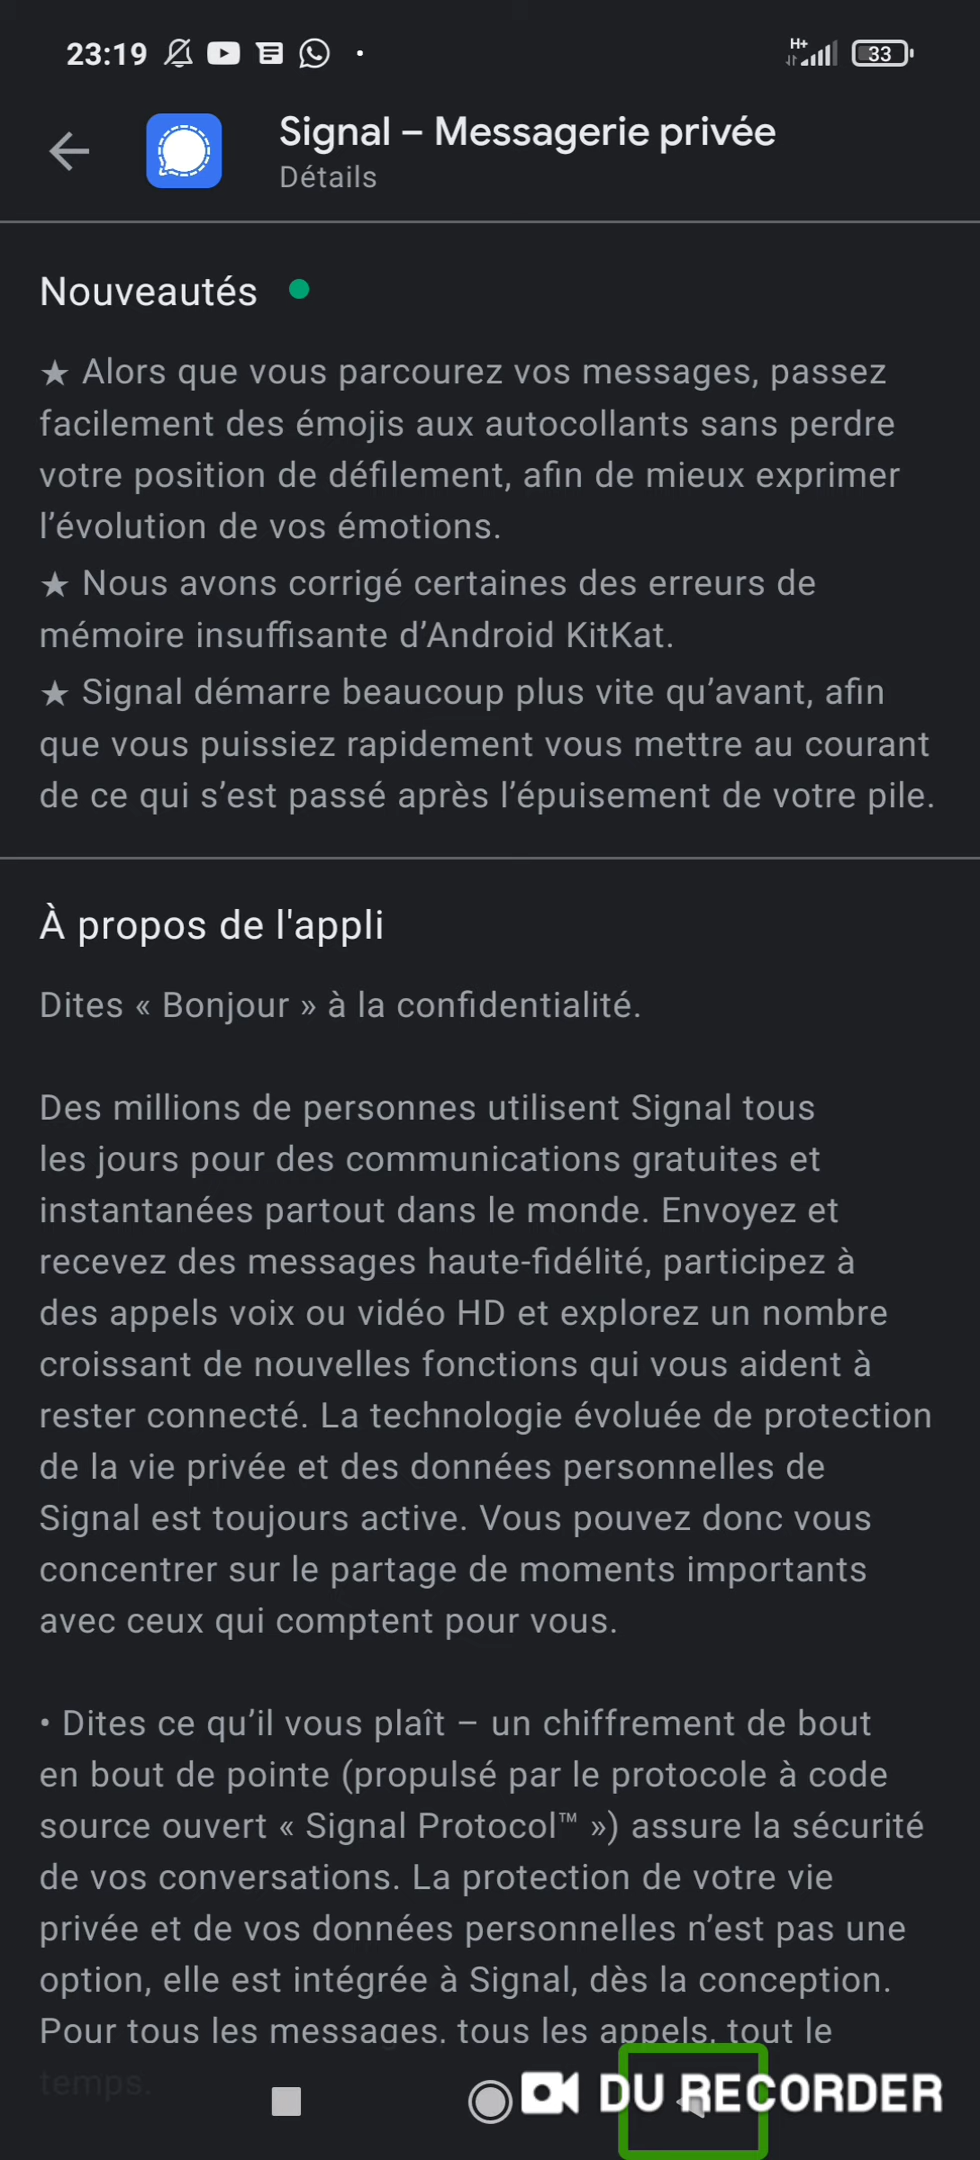 23:19
H+
33
Signal – Messagerie privée
Détails
Nouveautés
★ Alors que vous parcourez vos messages, passez
facilement des émojis aux autocollants sans perdre
votre position de défilement, afin de mieux exprimer
l’évolution de vos émotions.
★ Nous avons corrigé certaines des erreurs de
mémoire insuffisante d’Android KitKat.
★ Signal démarre beaucoup plus vite qu’avant, afin
que vous puissiez rapidement vous mettre au courant
de ce qui s’est passé après l’épuisement de votre pile.
À propos de l'appli
Dites « Bonjour » à la confidentialité.
Des millions de personnes utilisent Signal tous
les jours pour des communications gratuites et
instantanées partout dans le monde. Envoyez et
recevez des messages haute-fidélité, participez à
des appels voix ou vidéo HD et explorez un nombre
croissant de nouvelles fonctions qui vous aident à
rester connecté. La technologie évoluée de protection
de la vie privée et des données personnelles de
Signal est toujours active. Vous pouvez donc vous
concentrer sur le partage de moments importants
avec ceux qui comptent pour vous.
• Dites ce qu’il vous plaît – un chiffrement de bout
en bout de pointe (propulsé par le protocole à code
source ouvert « Signal Protocol™ ») assure la sécurité
de vos conversations. La protection de votre vie
privée et de vos données personnelles n’est pas une
option, elle est intégrée à Signal, dès la conception.
Pour tous les messages, tous les appels, tout le
temps.
DU RECORDER